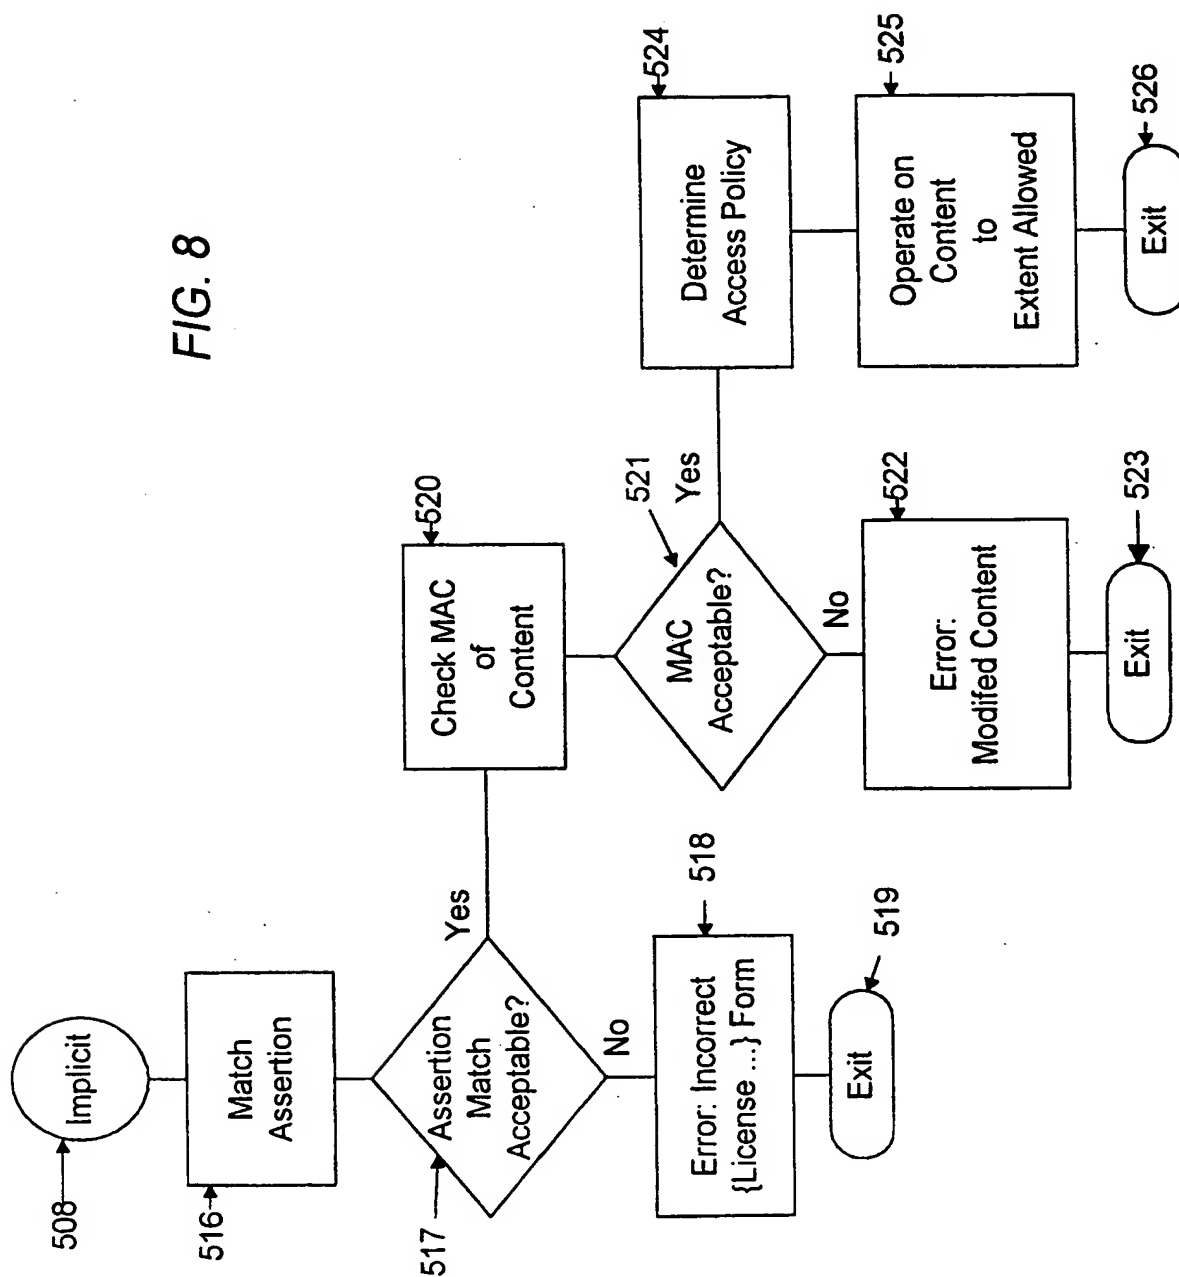 FIG. 8
508
Implicit
516
Match
Assertion
517
Assertion
Match
Acceptable?
Yes
No
Error: Incorrect
{License ...} Form
518
Exit
519
520
Check MAC
of
Content
521
MAC
Acceptable?
Yes
No
Error:
Modifed Content
522
Exit
523
Determine
Access Policy
524
Operate on
Content
to
Extent Allowed
525
Exit
526